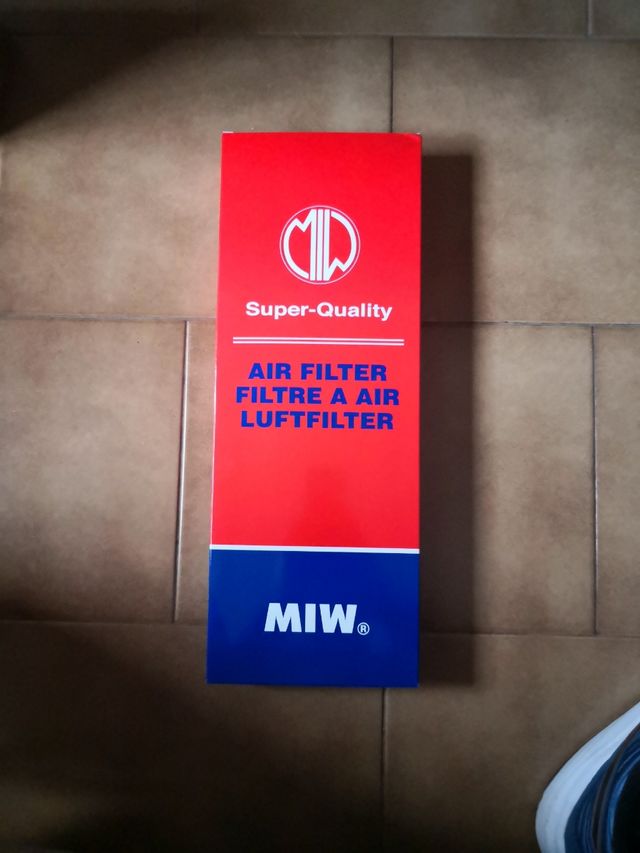 MIW
Super-Quality
AIR FILTER
FILTRE A AIR
LUFTFILTER
MIW®